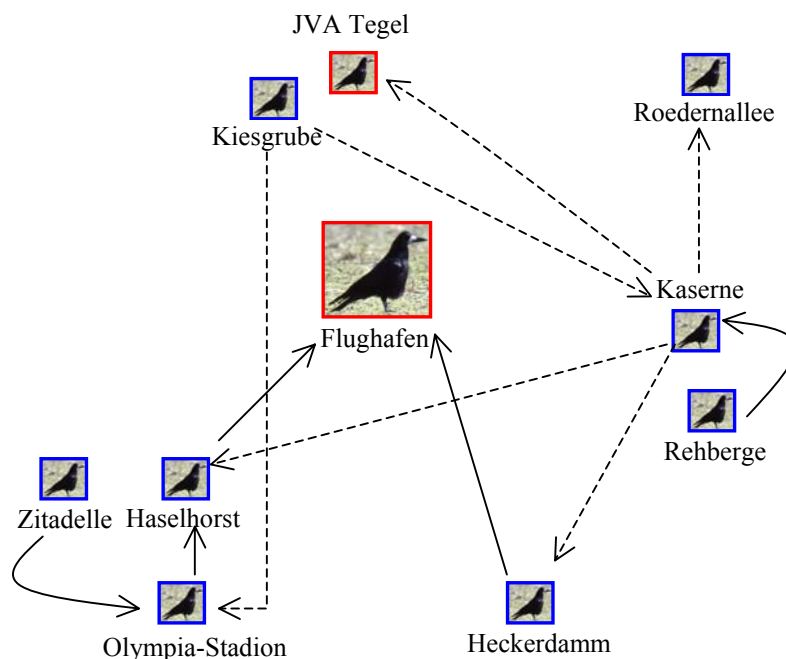 JVA Tegel
Kiesgrube
Roedernallee
Flughafen
Kaserne
Rehberge
Zitadelle
Haselhorst
Olympia-Stadion
Heckerdamm